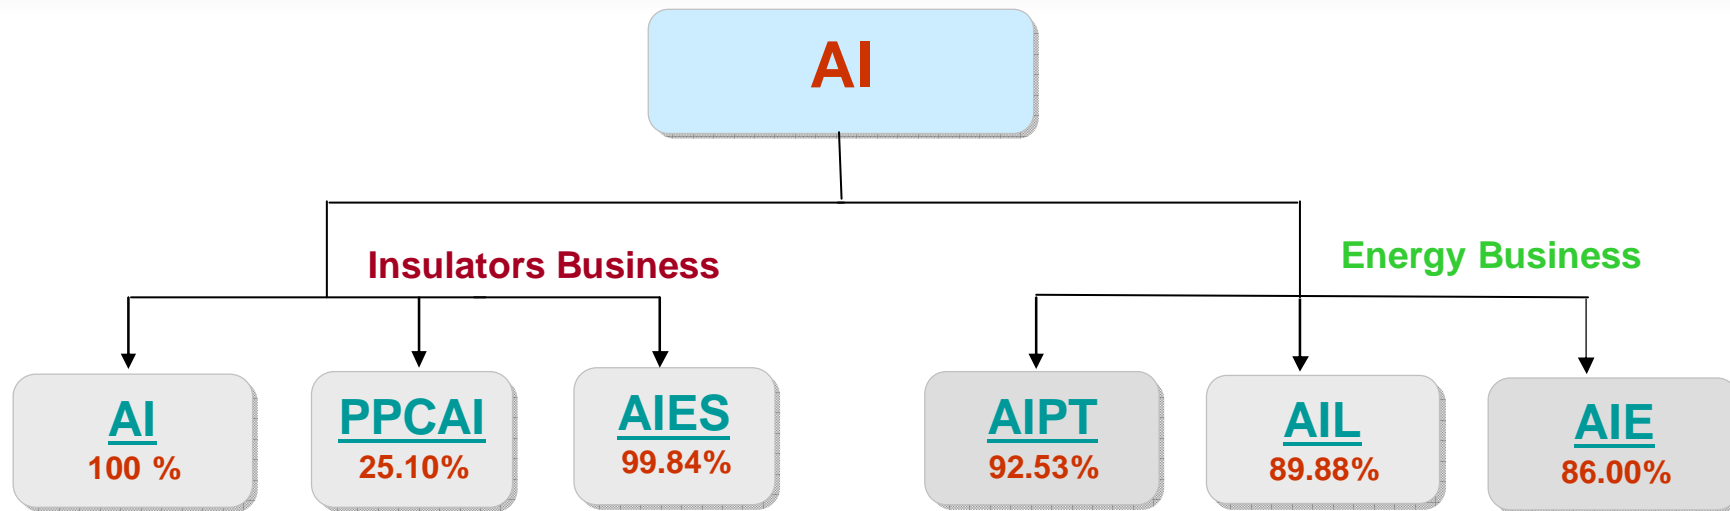 AI
Insulators Business
Energy Business
AI
100 %
PPCAI
25.10%
AIES
99.84%
AIPT
92.53%
AIL
89.88%
AIE
86.00%